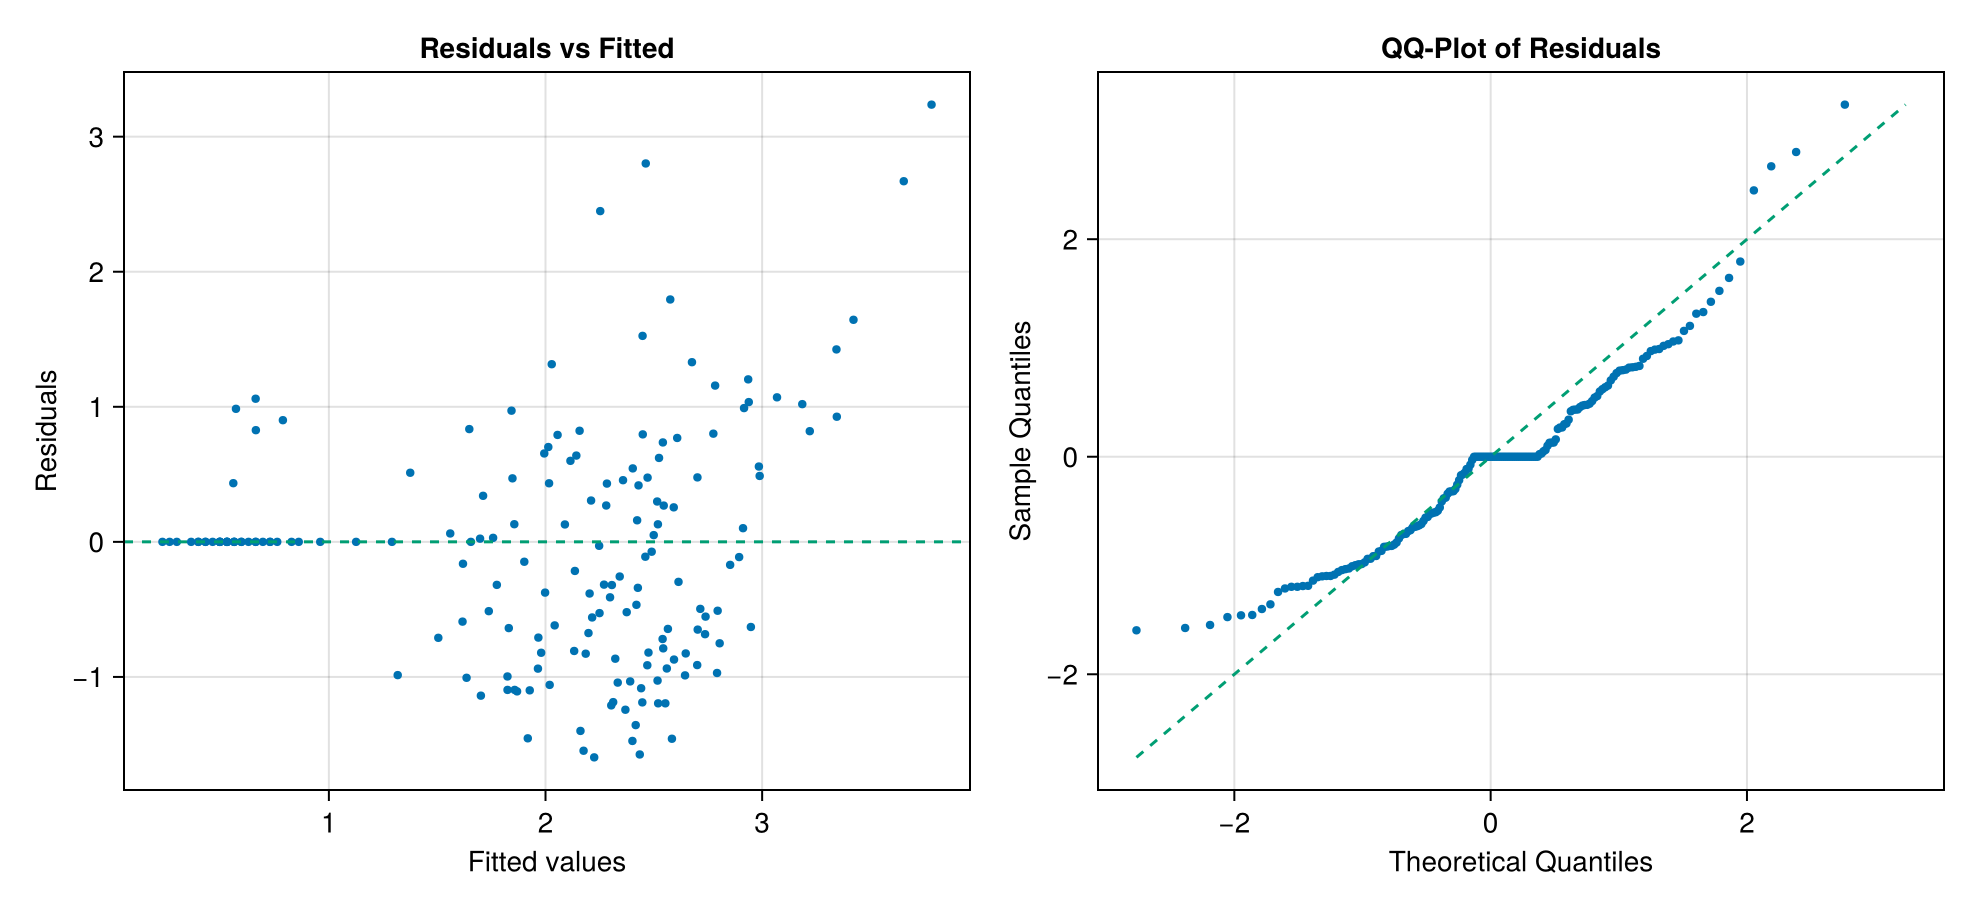 Residuals vs Fitted
3
2
1
0
−1
Residuals
1
2
3
Fitted values
QQ-Plot of Residuals
2
0
−2
Sample Quantiles
−2
0
2
Theoretical Quantiles